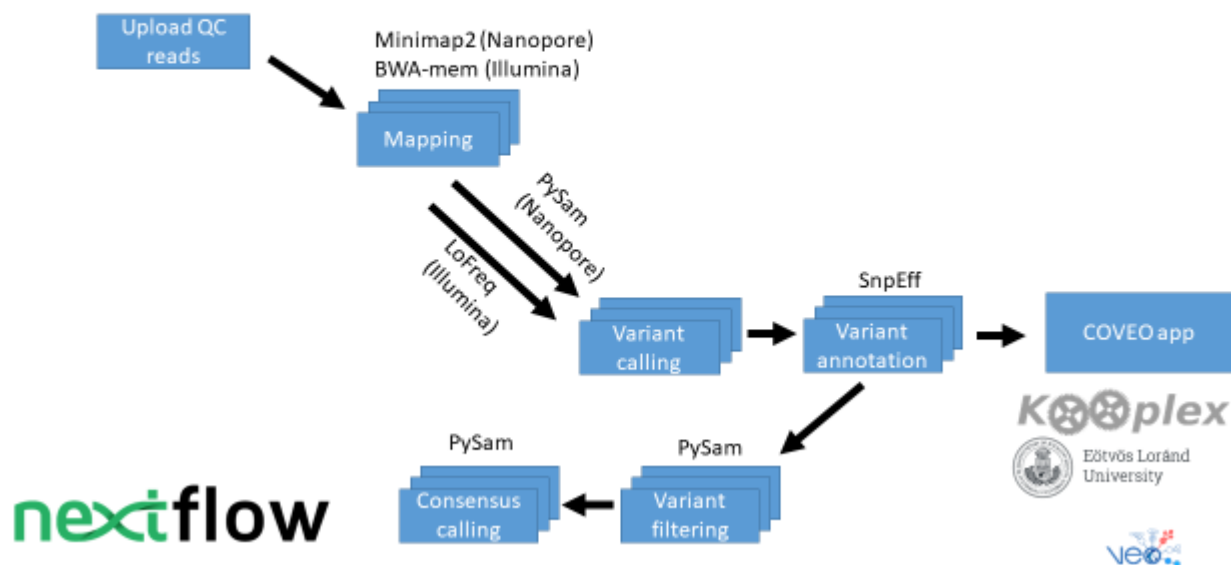 Upload QC
reads
Minimap2 (Nanopore)
BWA-mem (Illumina)
Mapping
PySam
(Nanopore)
LoFreq
(Illumina)
Variant
calling
SnpEff
Variant
annotation
COVEO app
KOOplex
Eötvös Loránd
University
PySam
Variant
filtering
PySam
Consensus
calling
nextflow
VEO